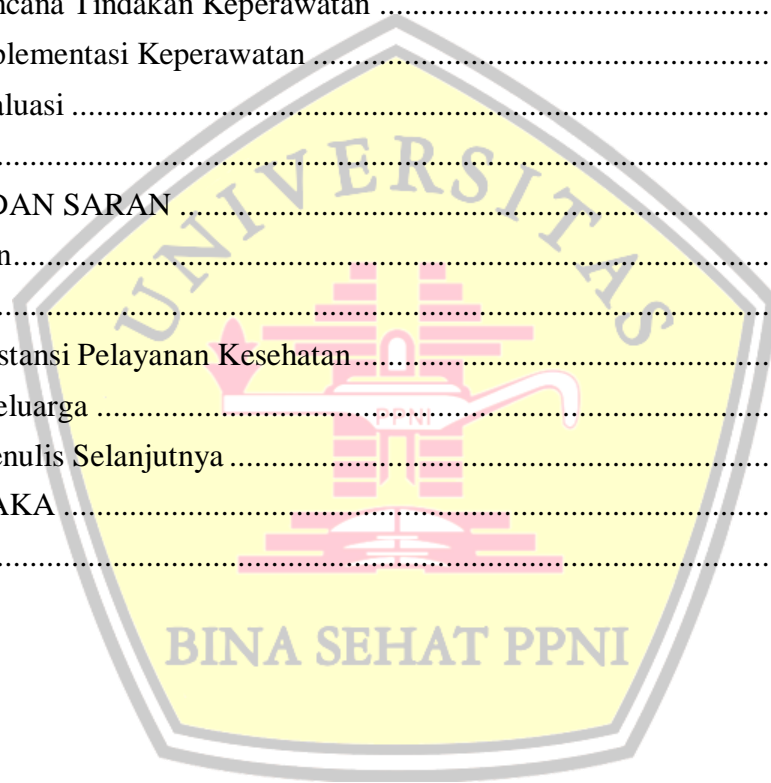 ncana Tindakan Keperawatan ..................................................
plementasi Keperawatan ..........................................................
aluasi ..........................................................................................
......................................................................................................
DAN SARAN .............................................................................
n...................................................................................................
......................................................................................................
stansi Pelayanan Kesehatan......................................................
eluarga .......................................................................................
enulis Selanjutnya .....................................................................
AKA ............................................................................................
......................................................................................................
UNIVERSITAS
PPNI
BINA SEHAT PPNI